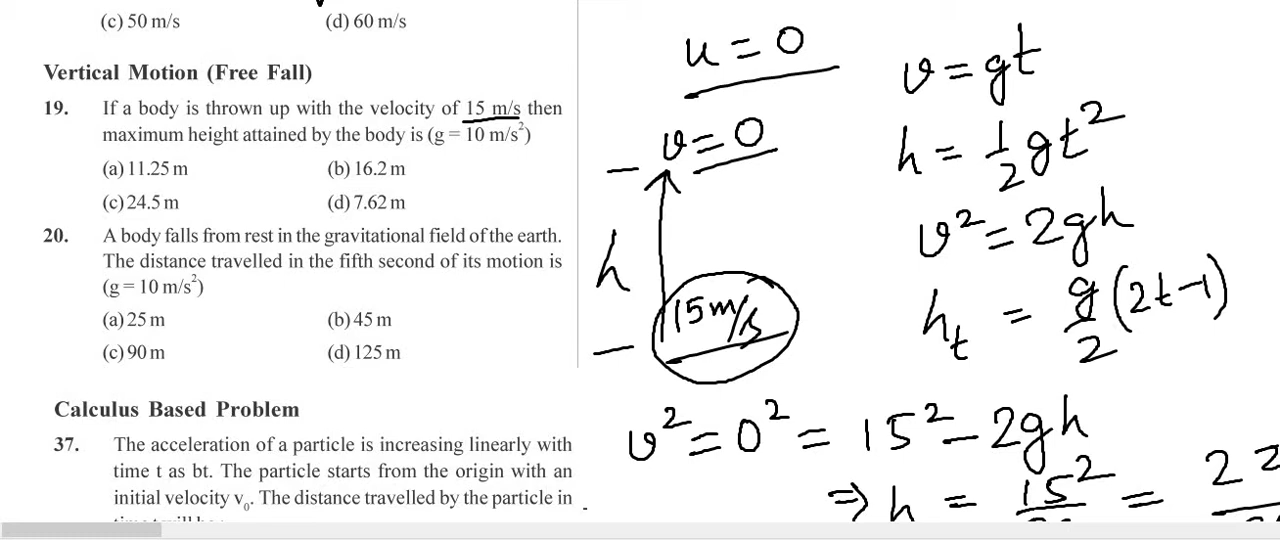 (c) 50 m/s (d) 60 m/s
Vertical Motion (Free Fall)
19. If a body is thrown up with the velocity of 15 m/s then
maximum height attained by the body is (g = 10 m/s²)
(a) 11.25 m (b) 16.2 m
(c) 24.5 m (d) 7.62 m
20. A body falls from rest in the gravitational field of the earth.
The distance travelled in the fifth second of its motion is
(g = 10 m/s²)
(a) 25 m (b) 45 m
(c) 90 m (d) 125 m
Calculus Based Problem
37. The acceleration of a particle is increasing linearly with
time t as bt. The particle starts from the origin with an
initial velocity v₀. The distance travelled by the particle in
u = 0
v = 0
h
15 m/s
v = gt
h = 1/2 gt²
v² = 2gh
hₜ = g/2 (2t-1)
v² = 0² = 15² - 2gh
⇒ h = 15² = 22